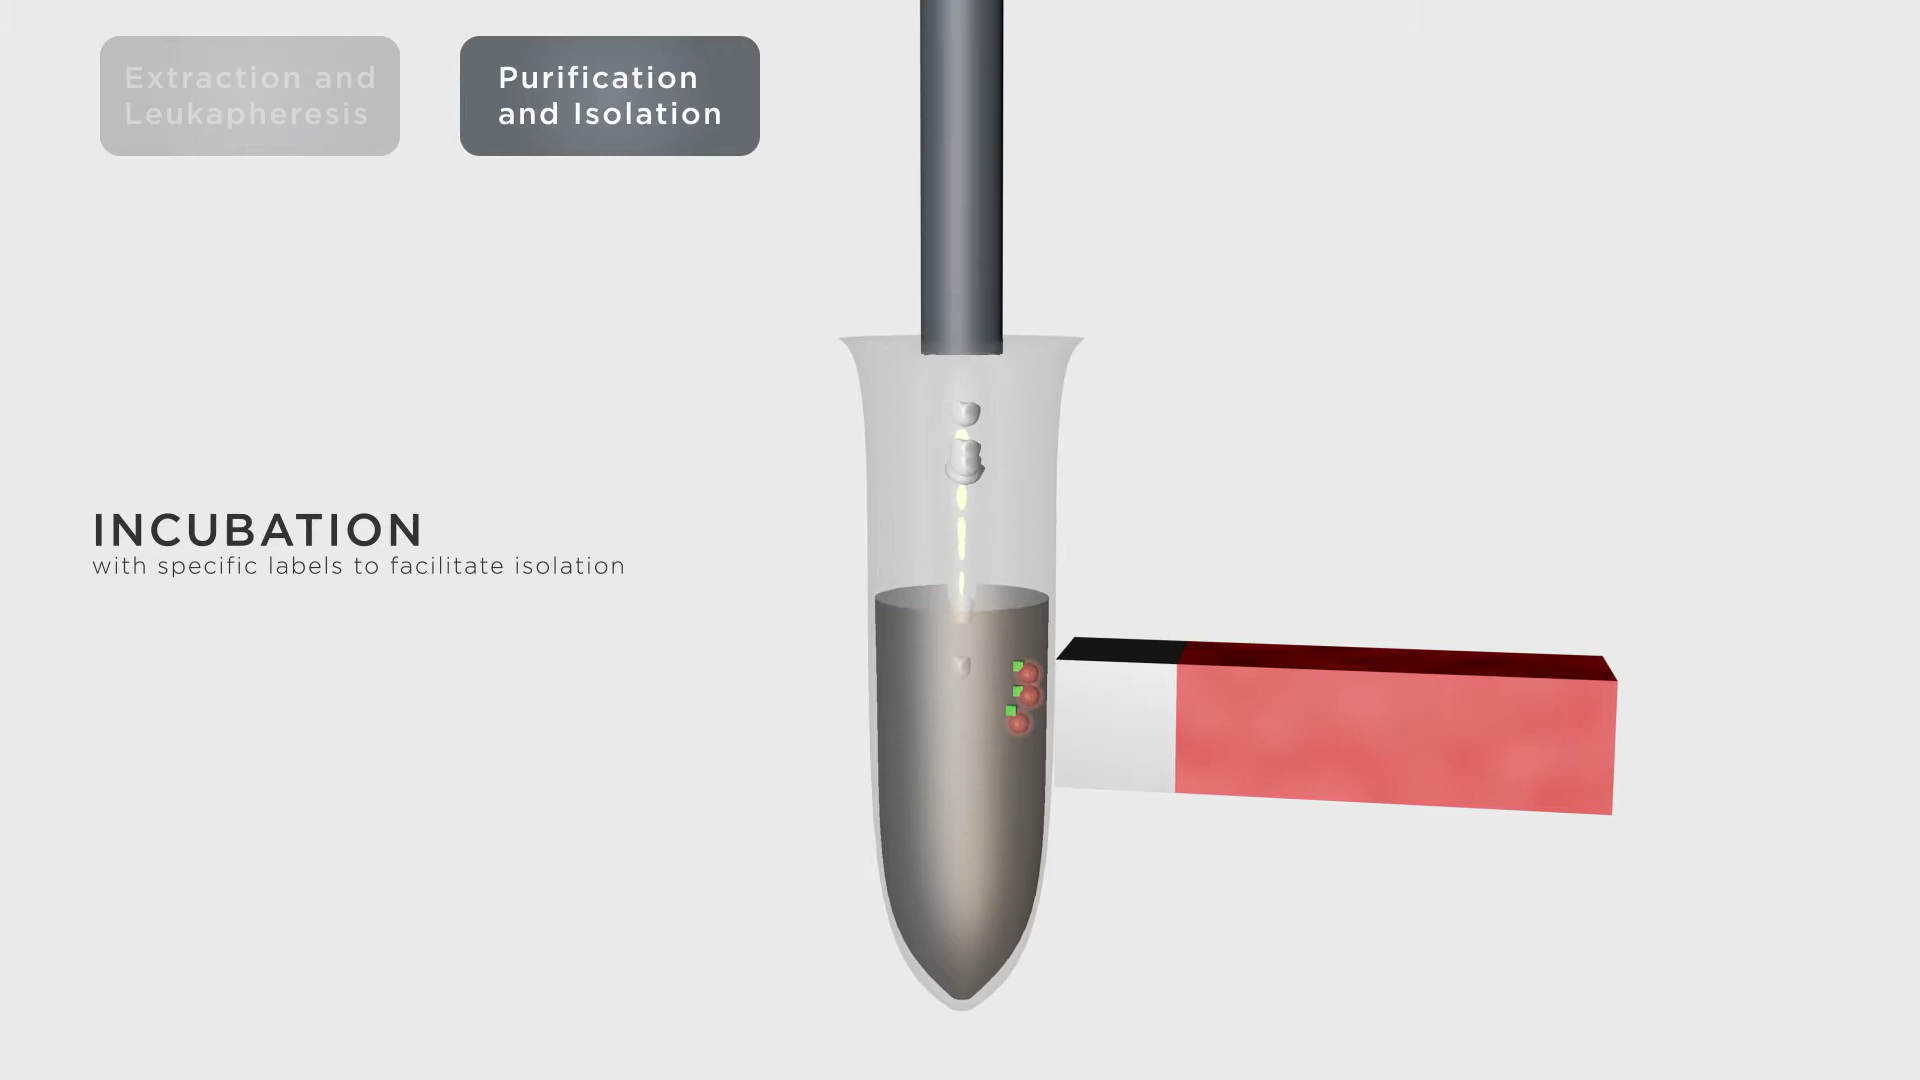 Extraction and
Leukapheresis
Purification
and Isolation
INCUBATION
with specific labels to facilitate isolation